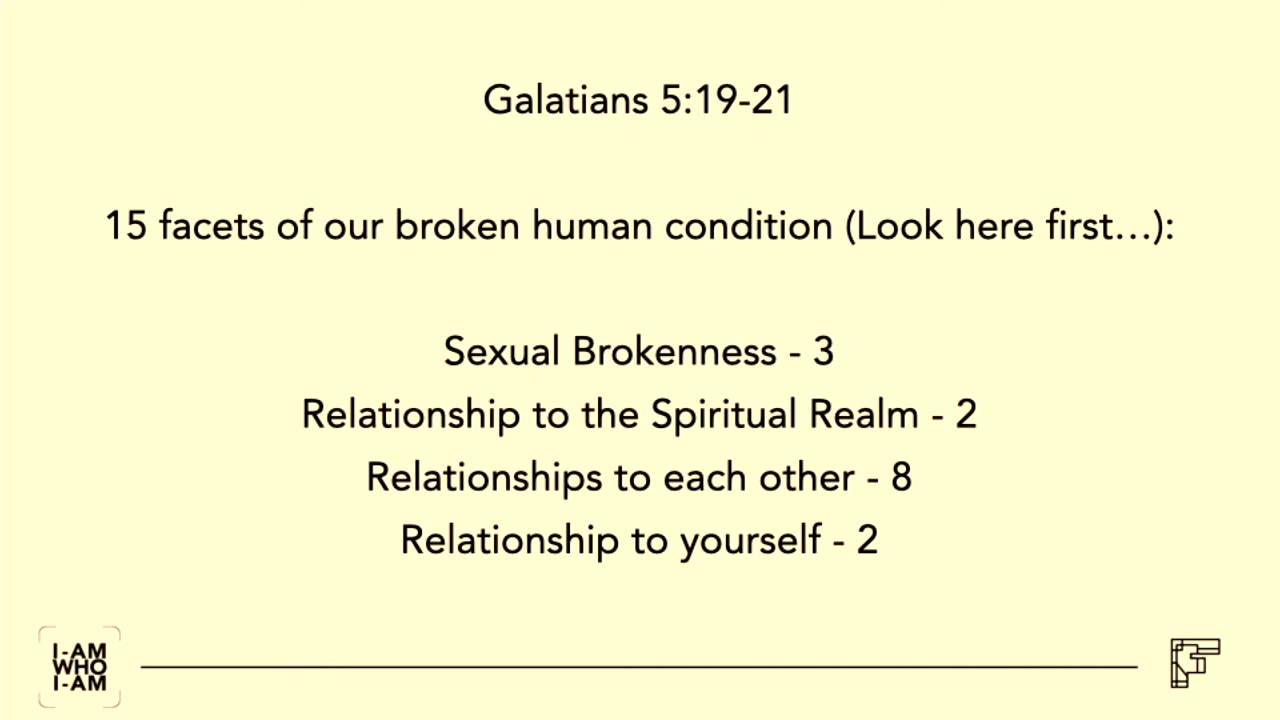 Galatians 5:19-21
15 facets of our broken human condition (Look here first...):
Sexual Brokenness - 3
Relationship to the Spiritual Realm - 2
Relationships to each other - 8
Relationship to yourself - 2
I-AM
WHO
I-AM